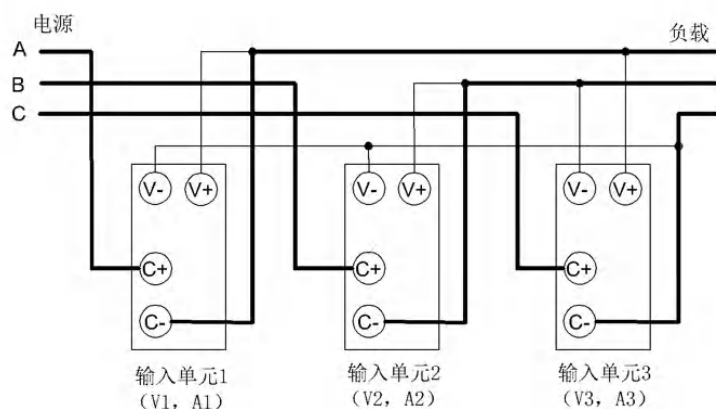 电源
负载
A
B
C
V- V+ V- V+ V- V+
C+ C+ C+
C- C- C-
输入单元1 输入单元2 输入单元3
(V1, A1) (V2, A2) (V3, A3)